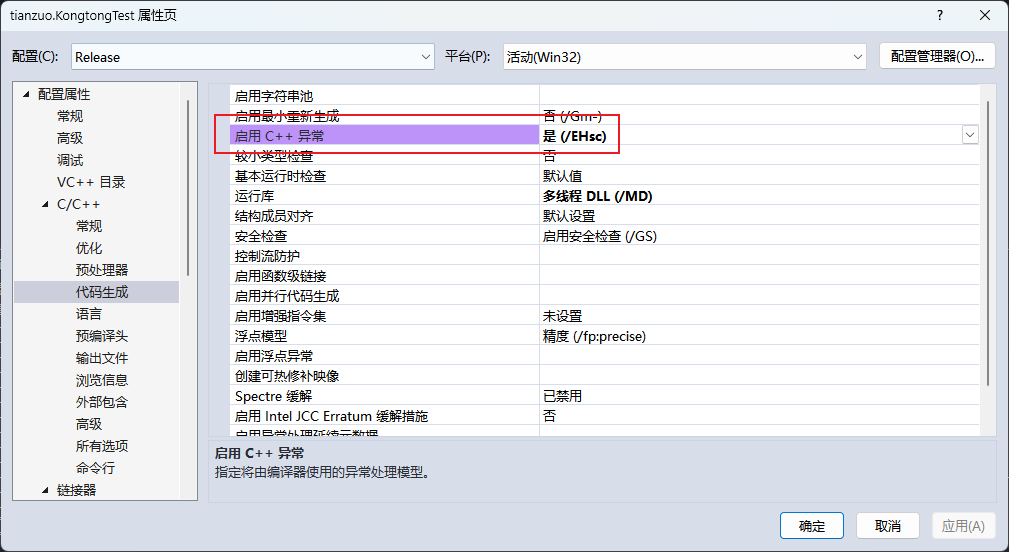 tianzuo.KongtongTest 属性页
?
配置(C):
Release
平台(P):
活动(Win32)
配置管理器(O)...
配置属性
常规
高级
调试
VC++ 目录
C/C++
常规
优化
预处理器
代码生成
语言
预编译头
输出文件
浏览信息
外部包含
高级
所有选项
命令行
链接器
启用字符串池
启用最小重新生成 否 (/Gm-)
启用 C++ 异常 是 (/EHsc)
较小类型检查 否
基本运行时检查 默认值
运行库 多线程 DLL (/MD)
结构成员对齐 默认设置
安全检查 启用安全检查 (/GS)
控制流防护
启用函数级链接
启用并行代码生成
启用增强指令集 未设置
浮点模型 精度 (/fp:precise)
启用浮点异常
创建可热修补映像
Spectre 缓解 已禁用
启用 Intel JCC Erratum 缓解措施 否
启用异常处理延续元数据
启用 C++ 异常
指定将由编译器使用的异常处理模型。
确定
取消
应用(A)